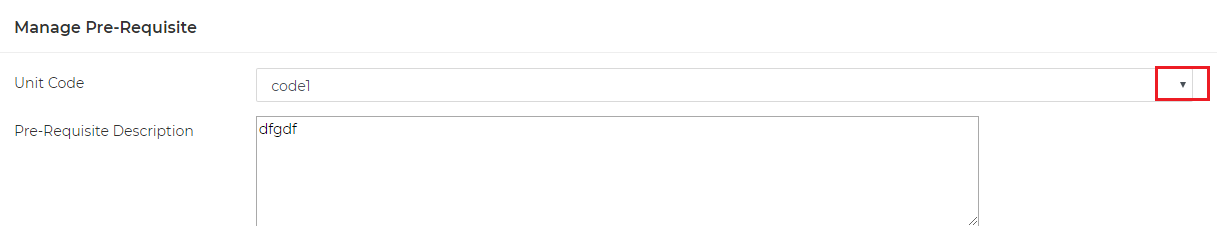 Manage Pre-Requisite
Unit Code
code1
Pre-Requisite Description
dfgdf